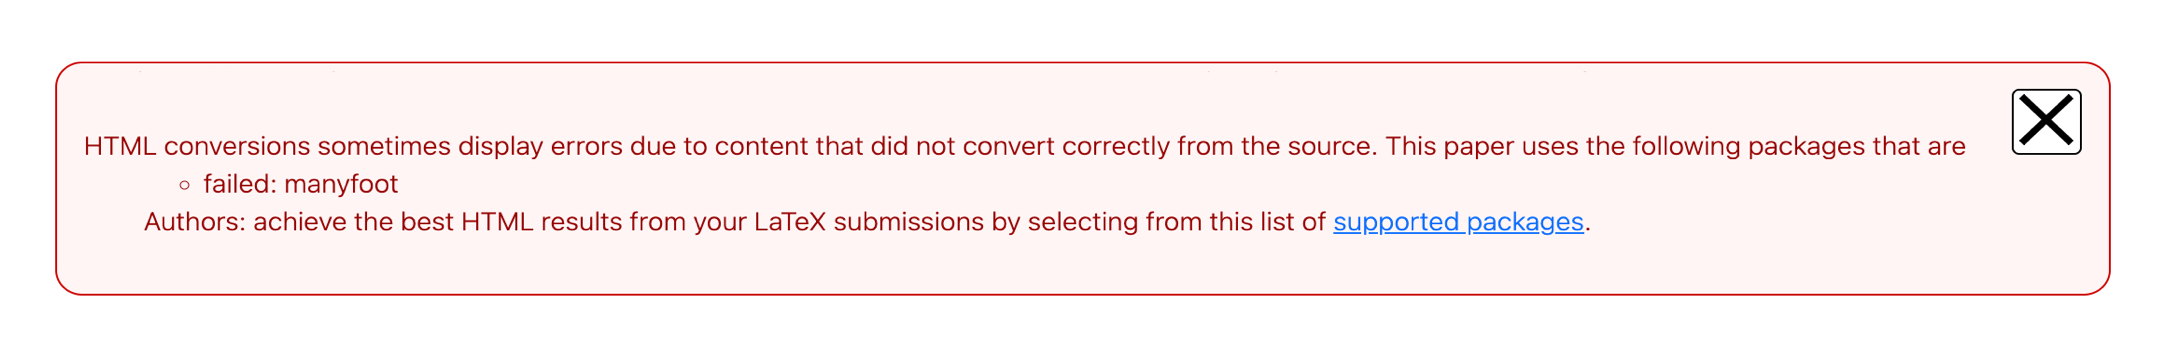 HTML conversions sometimes display errors due to content that did not convert correctly from the source. This paper uses the following packages that are
◦ failed: manyfoot
Authors: achieve the best HTML results from your LaTeX submissions by selecting from this list of supported packages.